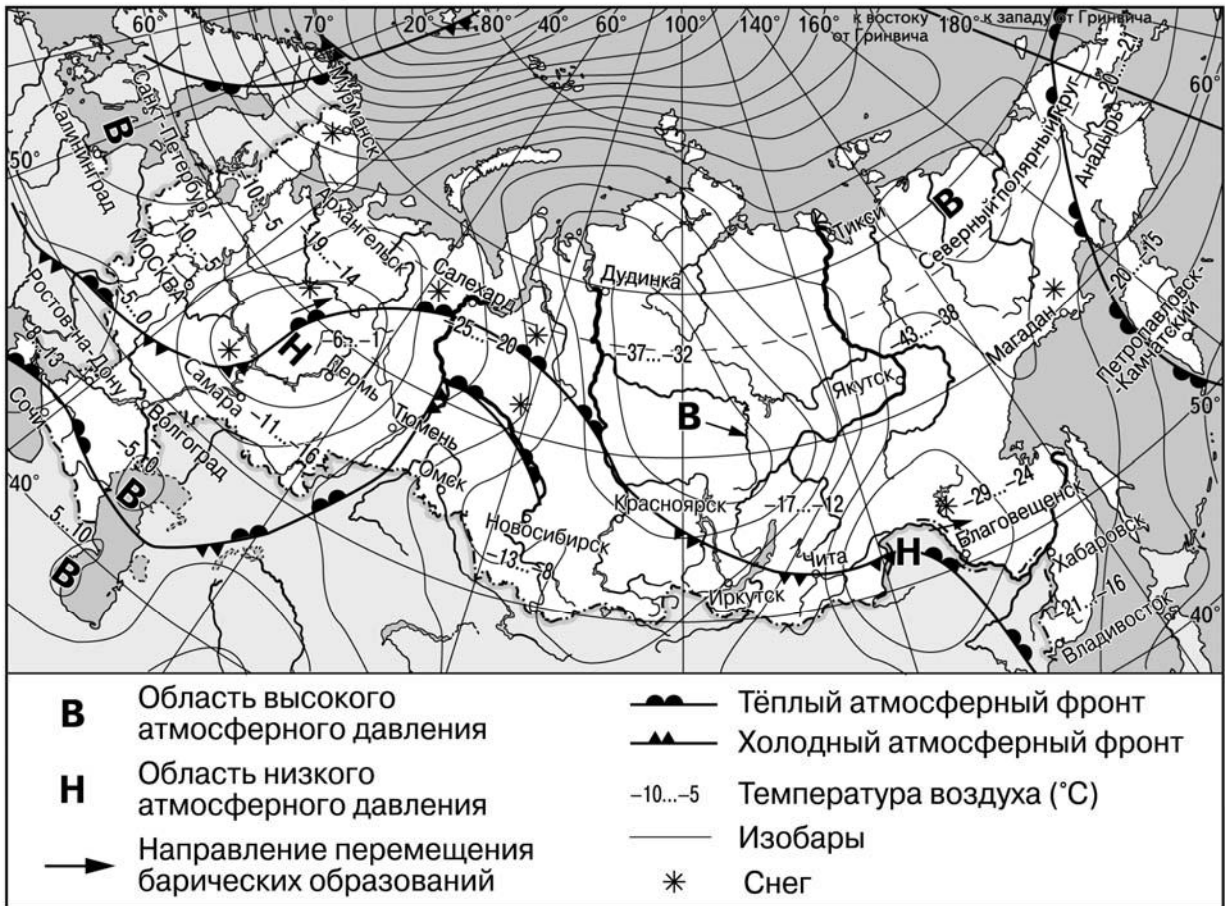 60°
70°
20°
30°
40°
60°
80°
100°
120°
140°
160°
к востоку
от Гринвича
180°
к западу от Гринвича
60°
50°
40°
50°
40°
Мурманск
Санкт-Петербург
Калининград
В
–10...–5
Архангельск
–10...–5
–19...–14
МОСКВА
–5...0
Салехард
Ростов-на-Дону
8...13
Н
–6...–1
–25...–20
Пермь
Самара
–11...–16
Тюмень
Сочи
Волгоград
–5...0
Омск
В
5...10
В
Новосибирск
–13...–8
Дудинка
–37...–32
В
Красноярск
–17...–12
Чита
Иркутск
Тикси
Якутск
–43...–38
Магадан
В
Северный полярный круг
Анадырь
–20...–15
Петропавловск-
-Камчатский
Н
–29...–24
Благовещенск
Хабаровск
–21...–16
Владивосток
В
Область высокого
атмосферного давления
Н
Область низкого
атмосферного давления
Направление перемещения
барических образований
Тёплый атмосферный фронт
Холодный атмосферный фронт
–10...–5
Температура воздуха (°С)
Изобары
Снег